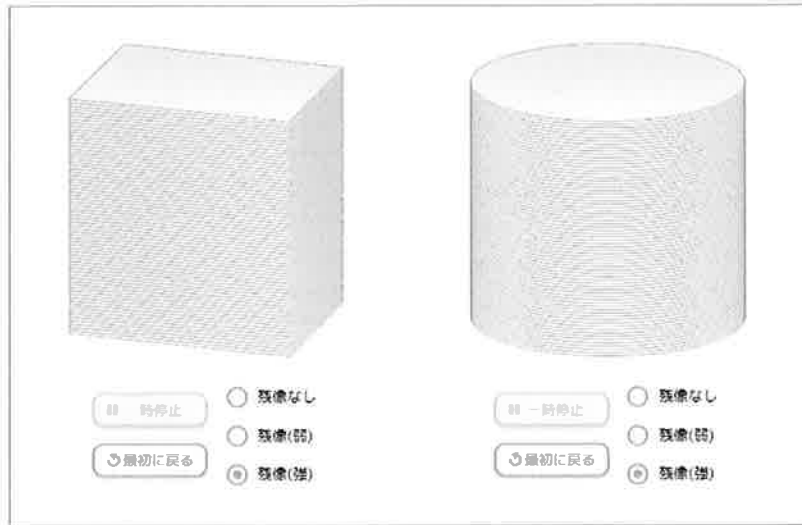 一時停止
残像なし
残像(弱)
最初に戻る
残像(強)
一時停止
残像なし
残像(弱)
最初に戻る
残像(強)